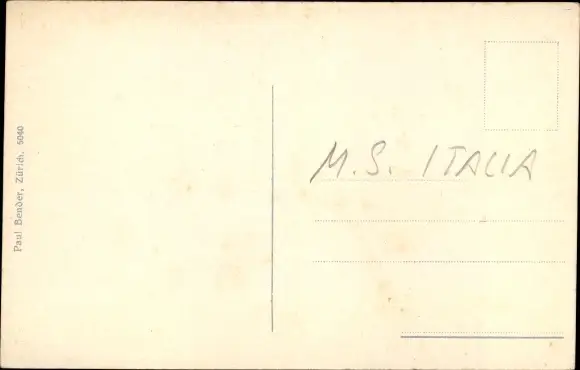 Paul Bender, Zürich. 5040
M.S. ITALIA